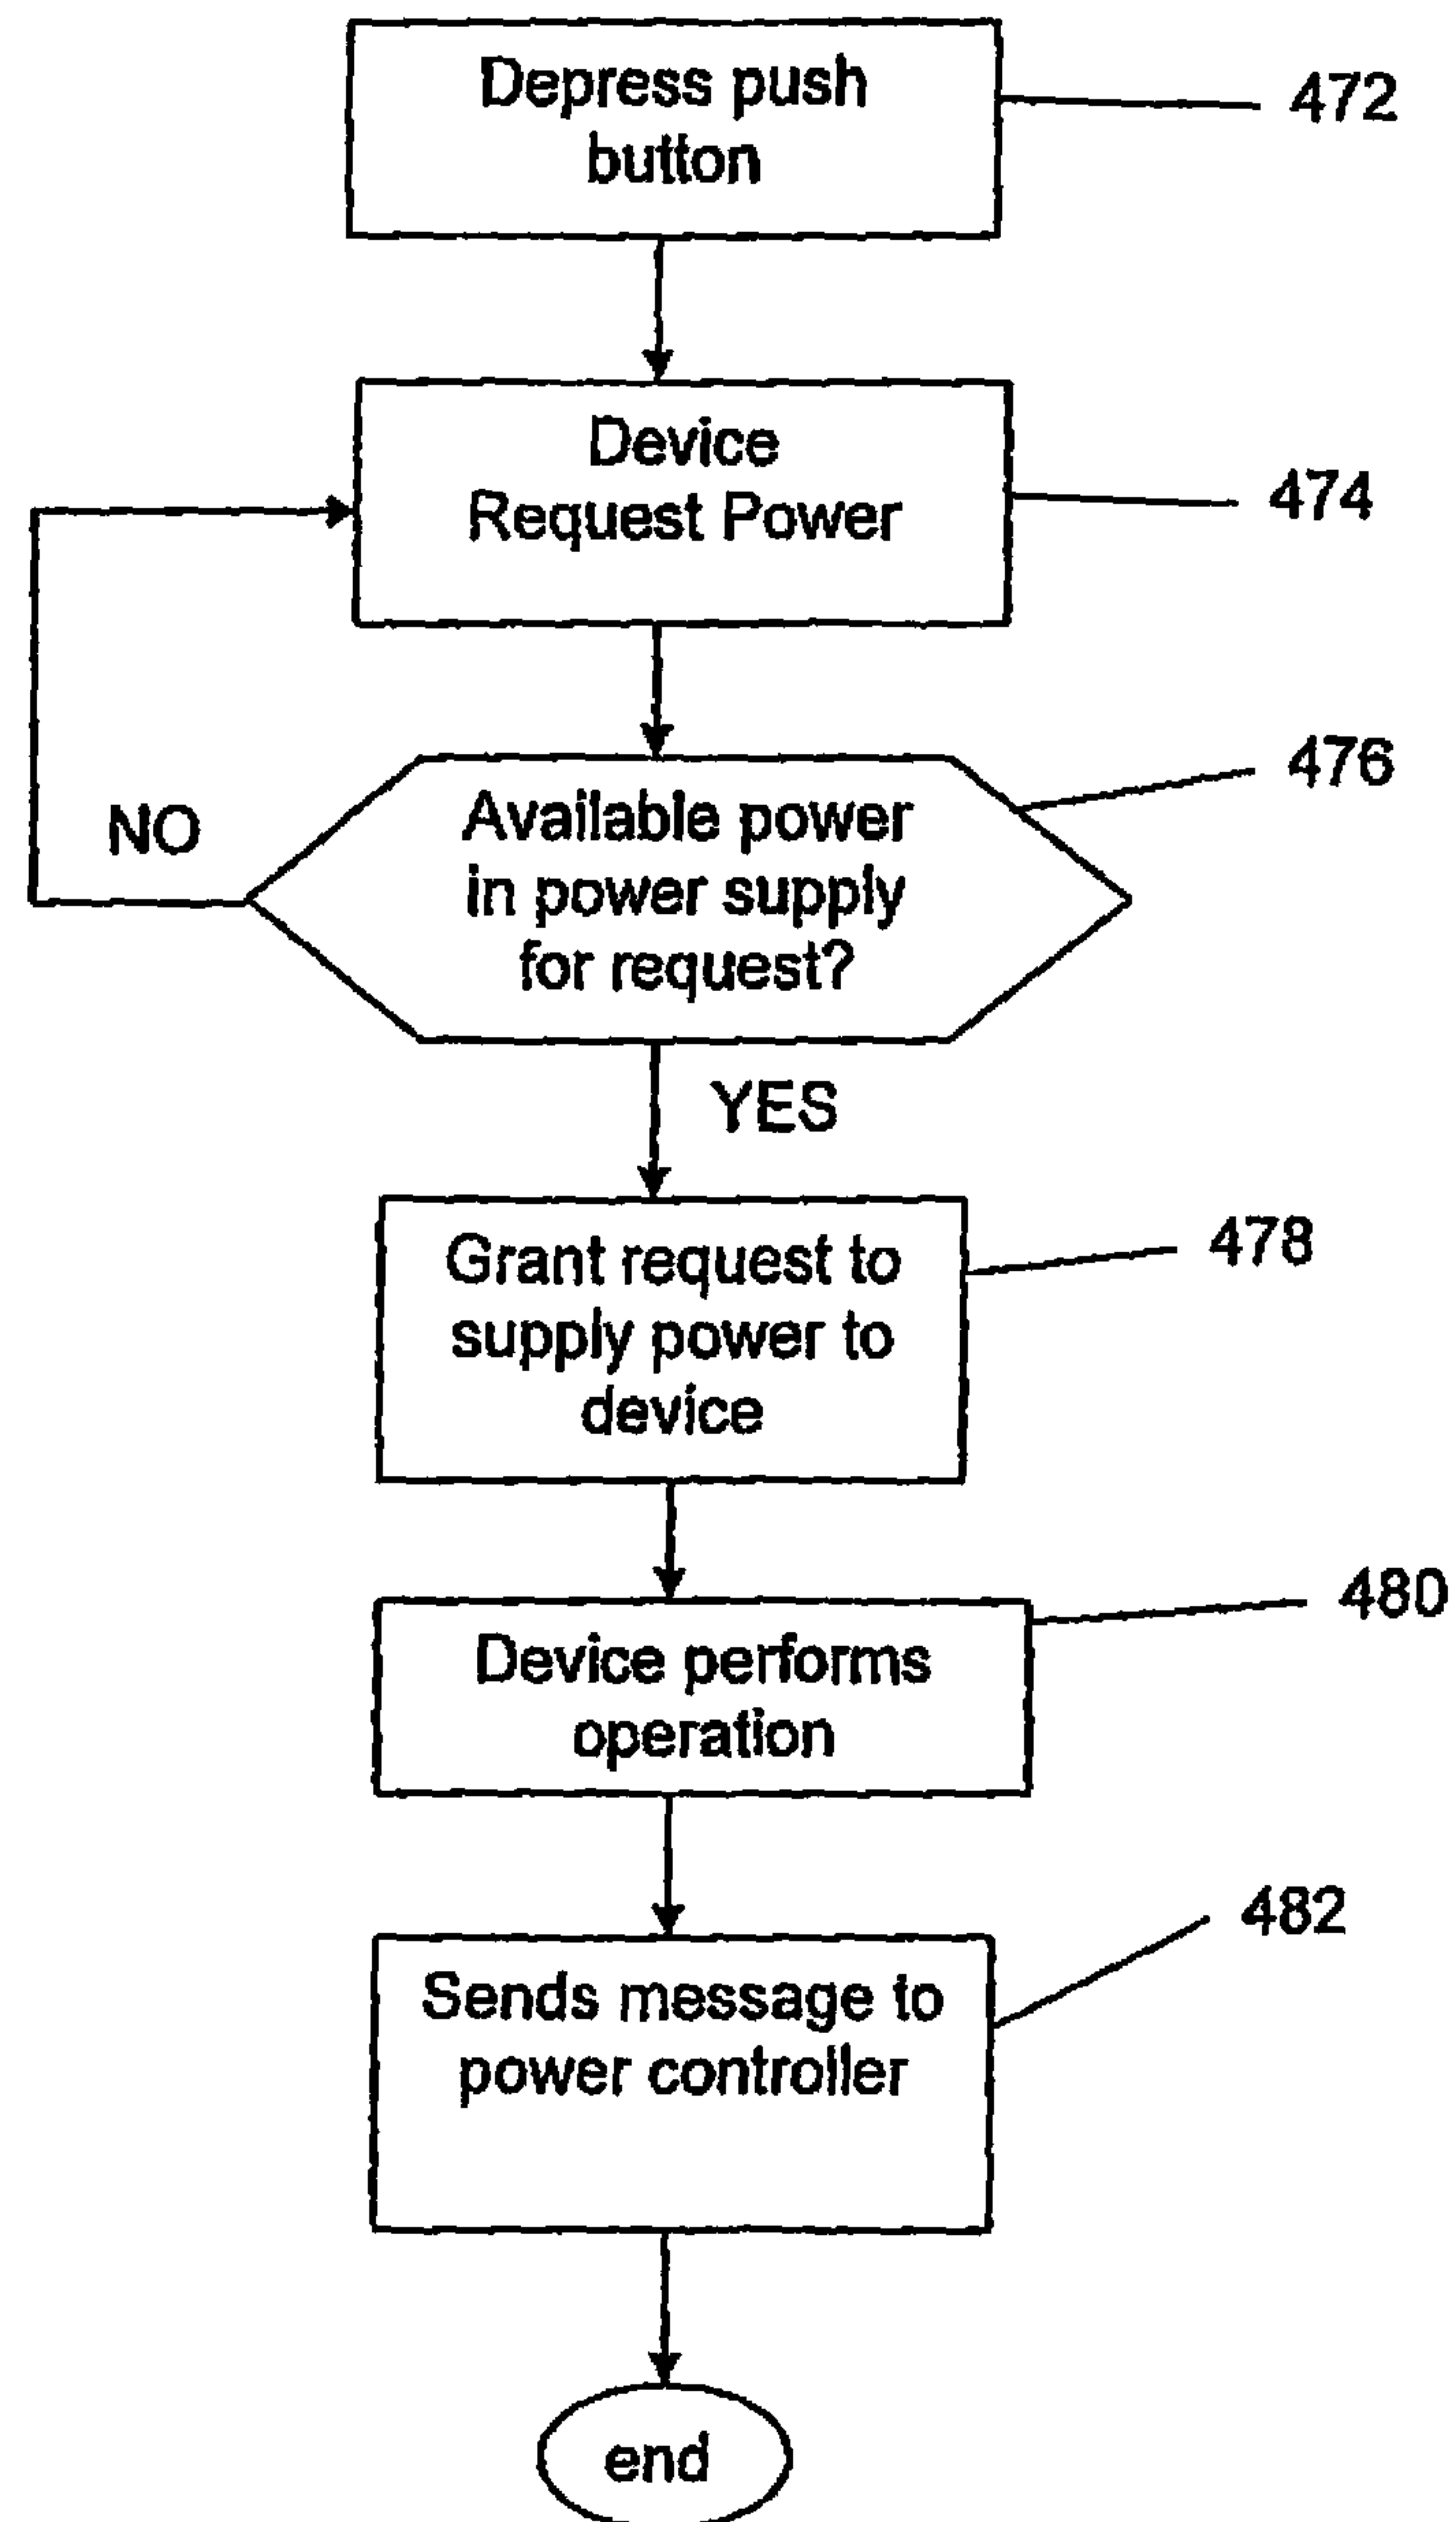 Depress push
button
472
Device
Request Power
474
476
NO
Available power
in power supply
for request?
YES
Grant request to
supply power to
device
478
Device performs
operation
480
Sends message to
power controller
482
end